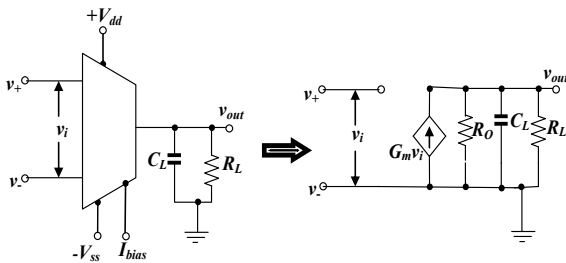 +Vdd
v+
vi
v-
vout
CL
RL
-Vss
Ibias
v+
vi
v-
Gmvi
RO
CL
RL
vout